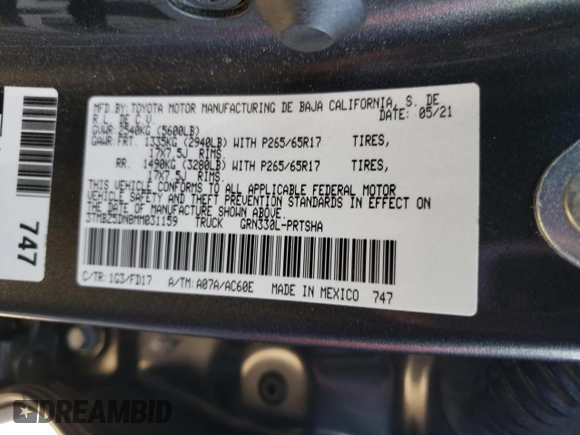 MFD.BY:TOYOTA MOTOR MANUFACTURING DE BAJA CALIFORNIA, S. DE
R.L. DE C.V. DATE: 05/21
GVWR:2540KG (5600LB)
GAWR:FRT. 1335KG (2940LB) WITH P265/65R17 TIRES,
17X7.5J RIMS.
RR. 1490KG (3280LB) WITH P265/65R17 TIRES,
17X7.5J RIMS.
THIS VEHICLE CONFORMS TO ALL APPLICABLE FEDERAL MOTOR
VEHICLE SAFETY AND BUMPER STANDARDS IN EFFECT ON
THE DATE OF MANUFACTURE SHOWN ABOVE.
3TMBZ5DN8MM031159 TRUCK GRN330L-PRTSHA
C/TR: 1G3/FD17 A/TM: A07A/AC60E MADE IN MEXICO 747
747
DREAMBID